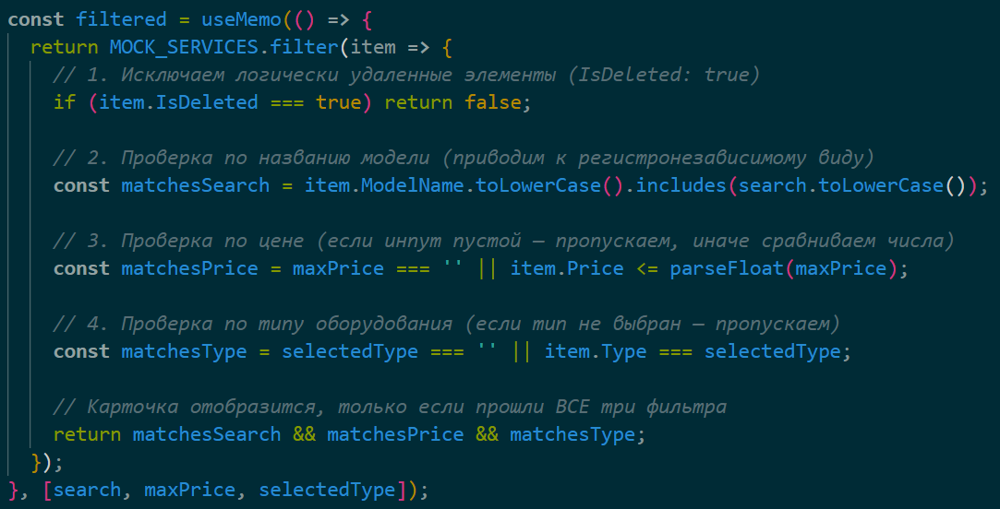 const filtered = useMemo(() => {
  return MOCK_SERVICES.filter(item => {
    // 1. Исключаем логически удаленные элементы (IsDeleted: true)
    if (item.IsDeleted === true) return false;

    // 2. Проверка по названию модели (приводим к регистронезависимому виду)
    const matchesSearch = item.ModelName.toLowerCase().includes(search.toLowerCase());

    // 3. Проверка по цене (если инпут пустой — пропускаем, иначе сравниваем числа)
    const matchesPrice = maxPrice === '' || item.Price <= parseFloat(maxPrice);

    // 4. Проверка по типу оборудования (если тип не выбран — пропускаем)
    const matchesType = selectedType === '' || item.Type === selectedType;

    // Карточка отобразится, только если прошли ВСЕ три фильтра
    return matchesSearch && matchesPrice && matchesType;
  });
}, [search, maxPrice, selectedType]);